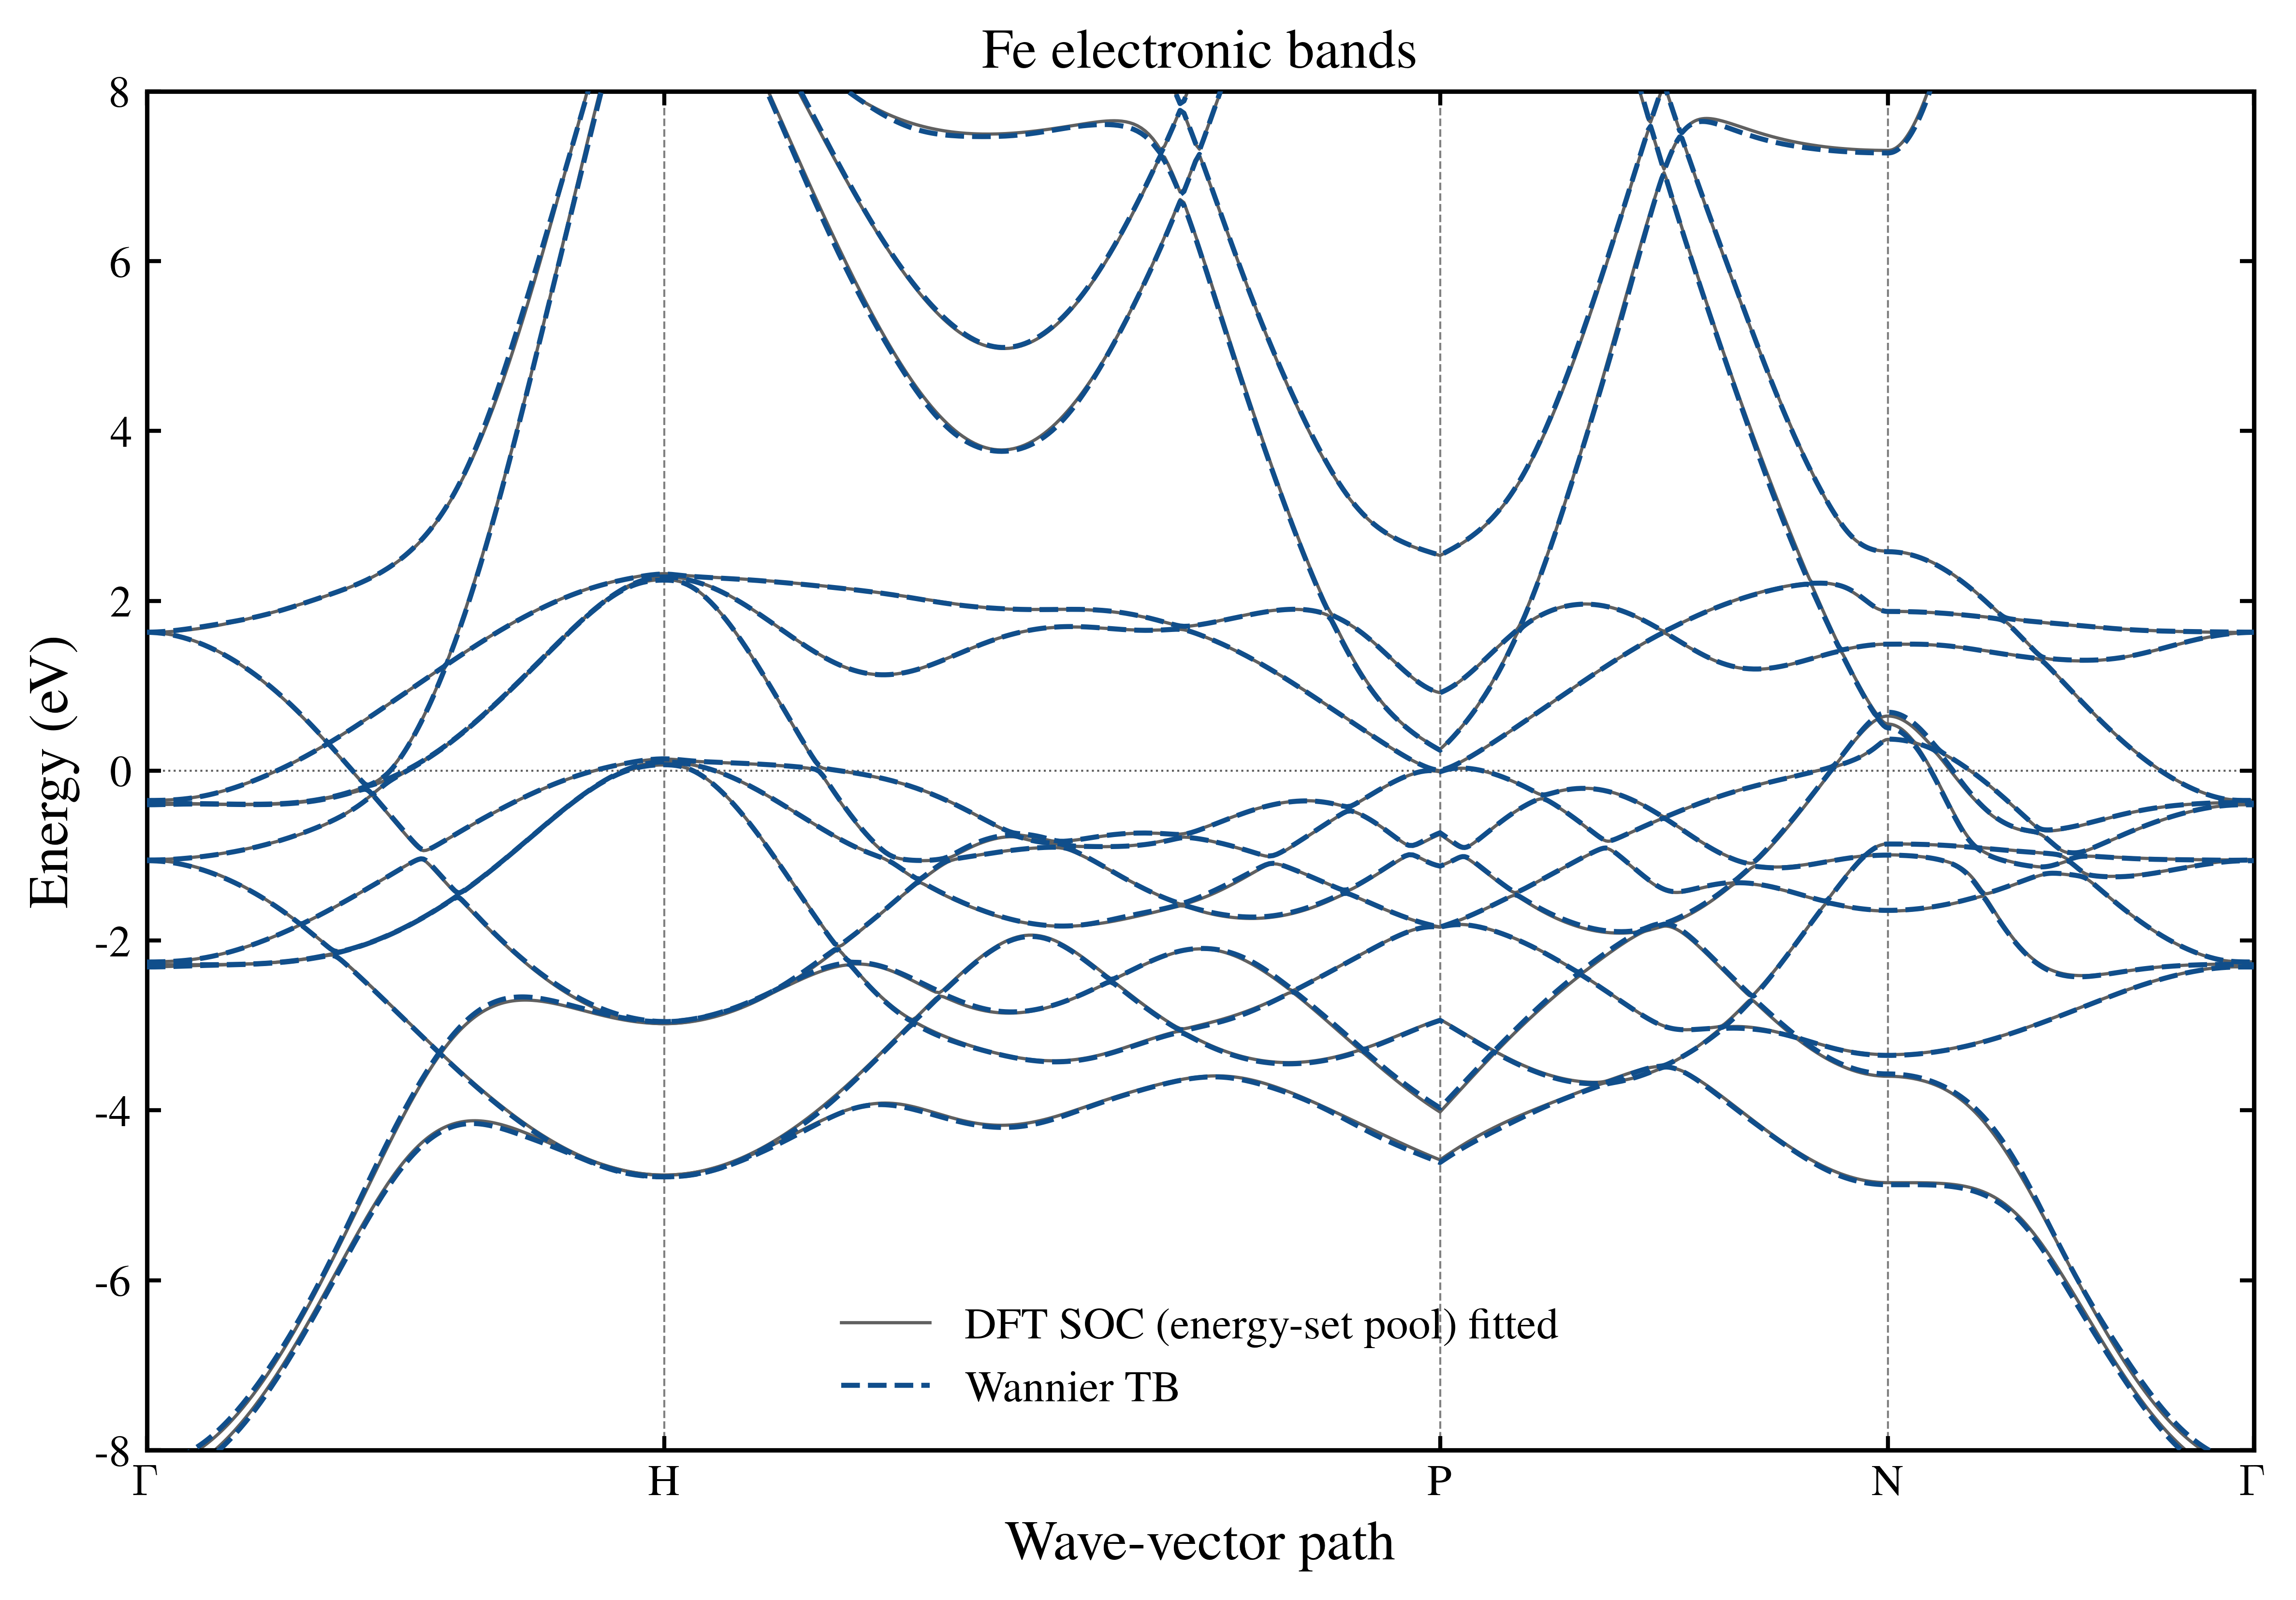 Fe electronic bands
8
6
4
2
0
-2
-4
-6
-8
Energy (eV)
DFT SOC (energy-set pool) fitted
Wannier TB
Γ H P N Γ
Wave-vector path